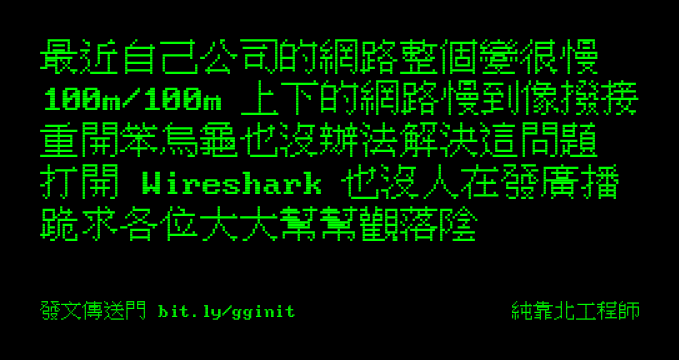 最近自己公司的網路整個變很慢
100m/100m 上下的網路慢到像撥接
重開笨烏龜也沒辦法解決這問題
打開 Wireshark 也沒人在發廣播
跪求各位大大幫幫觀落陰
發文傳送門 bit.ly/gginit
純靠北工程師